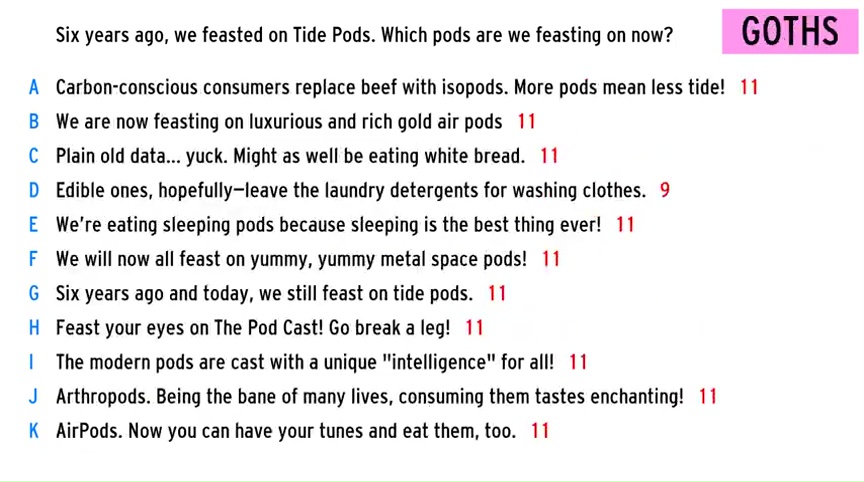 Six years ago, we feasted on Tide Pods. Which pods are we feasting on now?
GOTHS
A Carbon-conscious consumers replace beef with isopods. More pods mean less tide! 11
B We are now feasting on luxurious and rich gold air pods 11
C Plain old data... yuck. Might as well be eating white bread. 11
D Edible ones, hopefully—leave the laundry detergents for washing clothes. 9
E We're eating sleeping pods because sleeping is the best thing ever! 11
F We will now all feast on yummy, yummy metal space pods! 11
G Six years ago and today, we still feast on tide pods. 11
H Feast your eyes on The Pod Cast! Go break a leg! 11
I The modern pods are cast with a unique "intelligence" for all! 11
J Arthropods. Being the bane of many lives, consuming them tastes enchanting! 11
K AirPods. Now you can have your tunes and eat them, too. 11